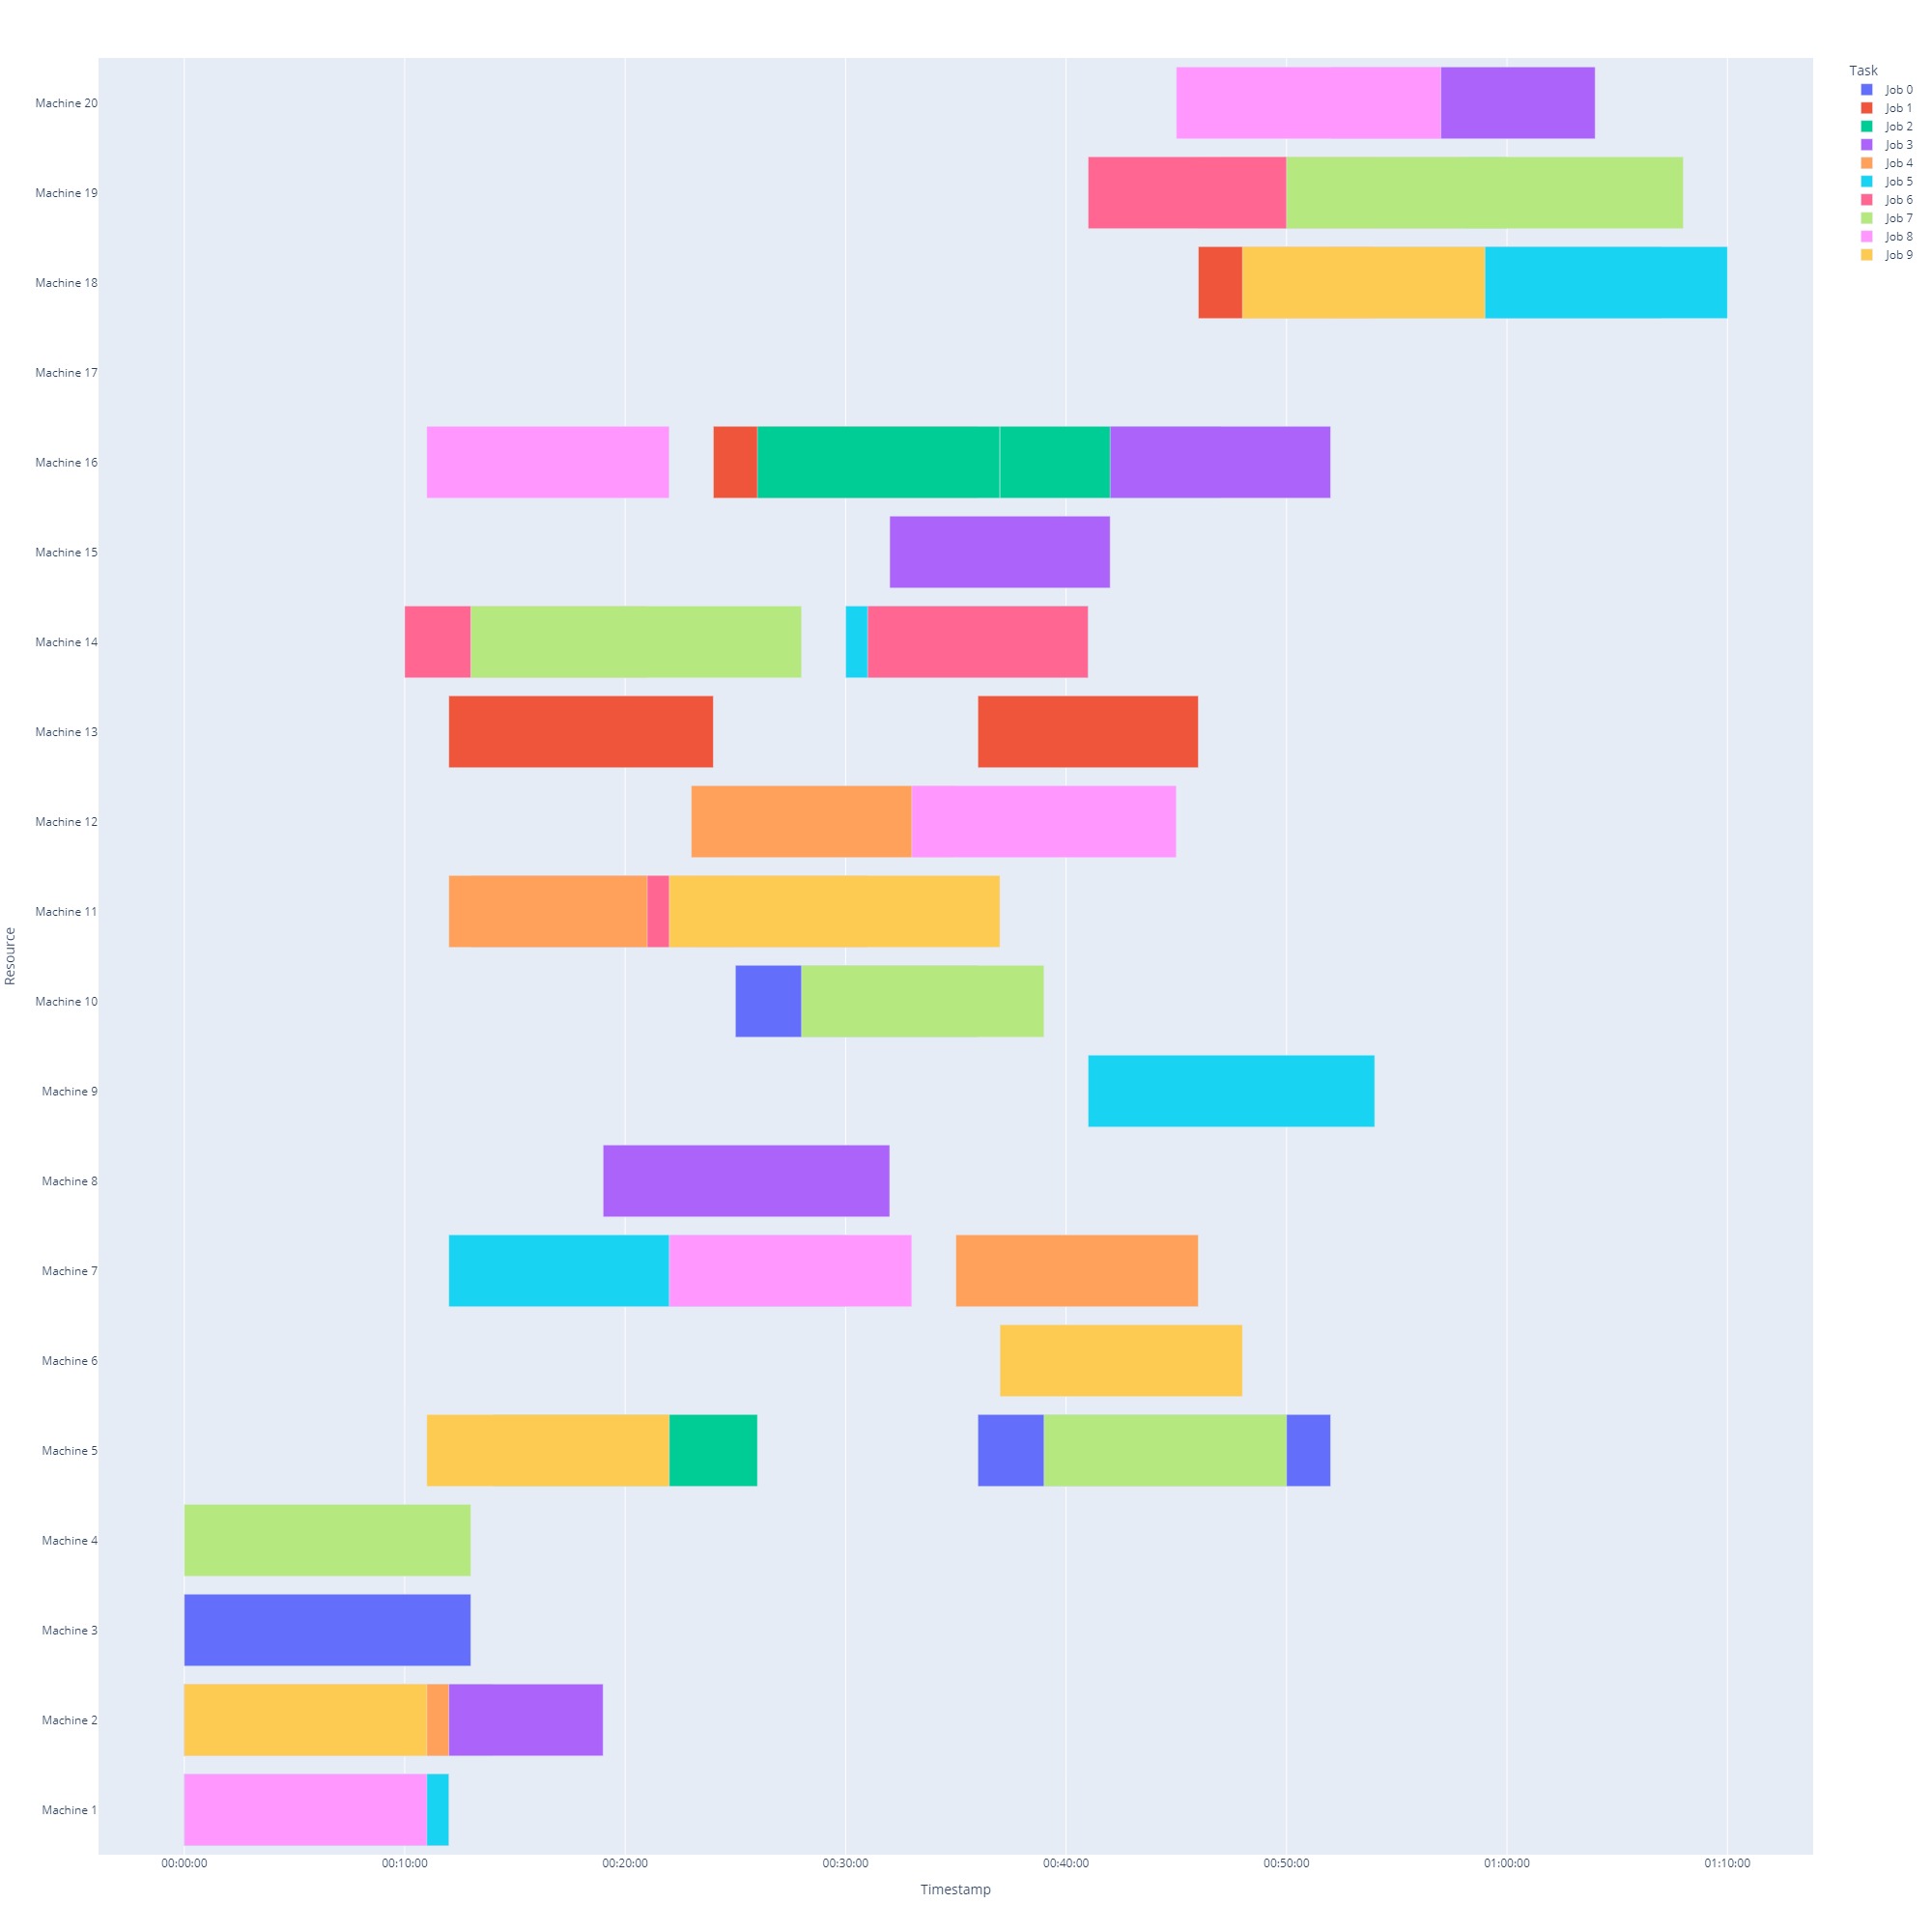 Machine 20
Machine 19
Machine 18
Machine 17
Machine 16
Machine 15
Machine 14
Machine 13
Machine 12
Machine 11
Machine 10
Machine 9
Machine 8
Machine 7
Machine 6
Machine 5
Machine 4
Machine 3
Machine 2
Machine 1
Resource
00:00:00 00:10:00 00:20:00 00:30:00 00:40:00 00:50:00 01:00:00 01:10:00
Timestamp
Task
Job 0
Job 1
Job 2
Job 3
Job 4
Job 5
Job 6
Job 7
Job 8
Job 9